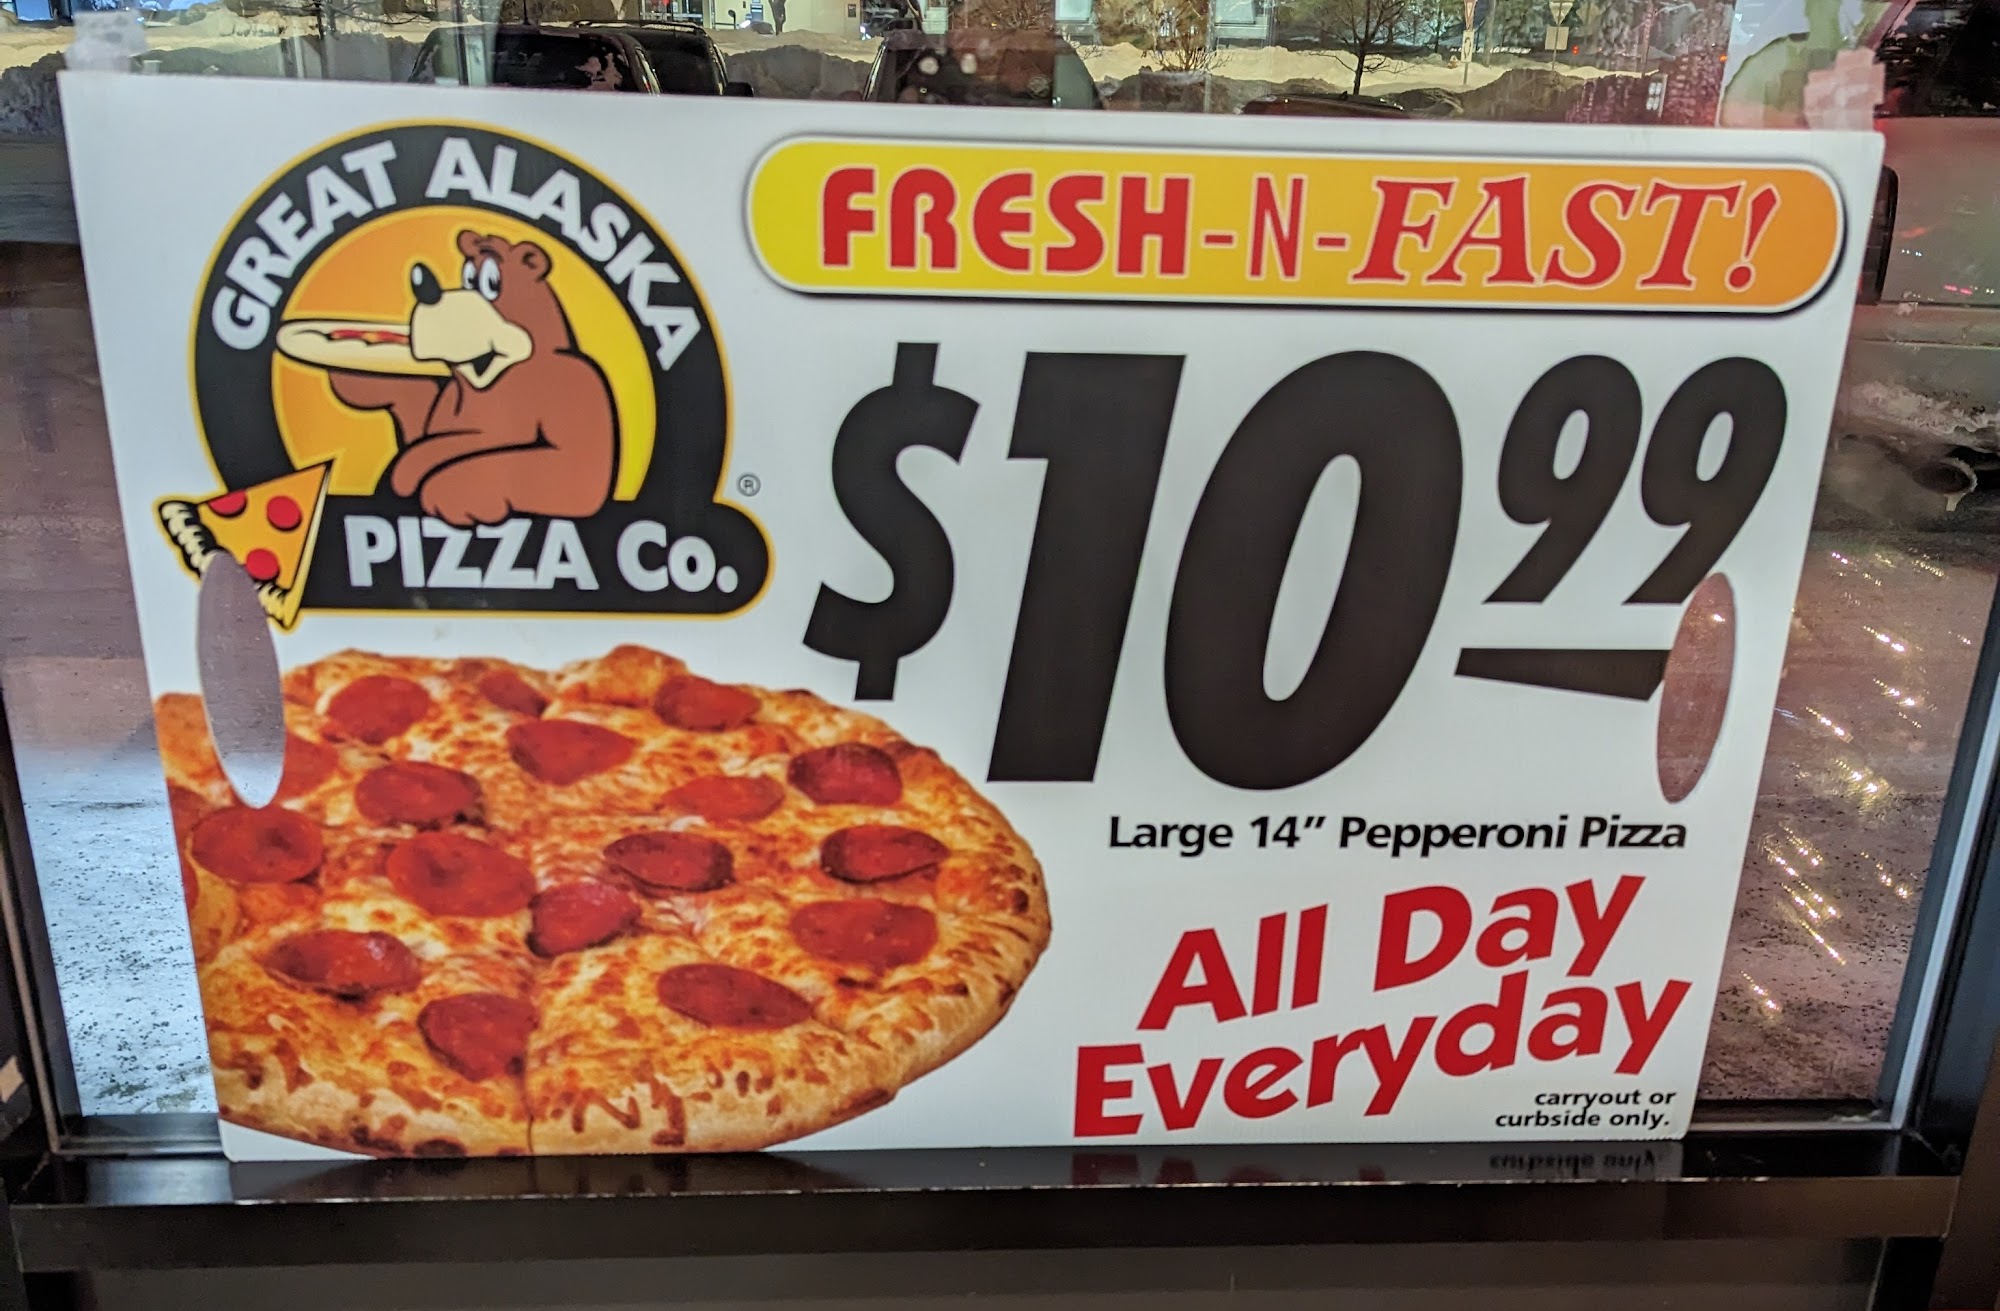 GREAT ALASKA
PIZZA Co.
®
FRESH-N-FAST!
$10.99
Large 14" Pepperoni Pizza
All Day
Everyday
carryout or
curbside only.